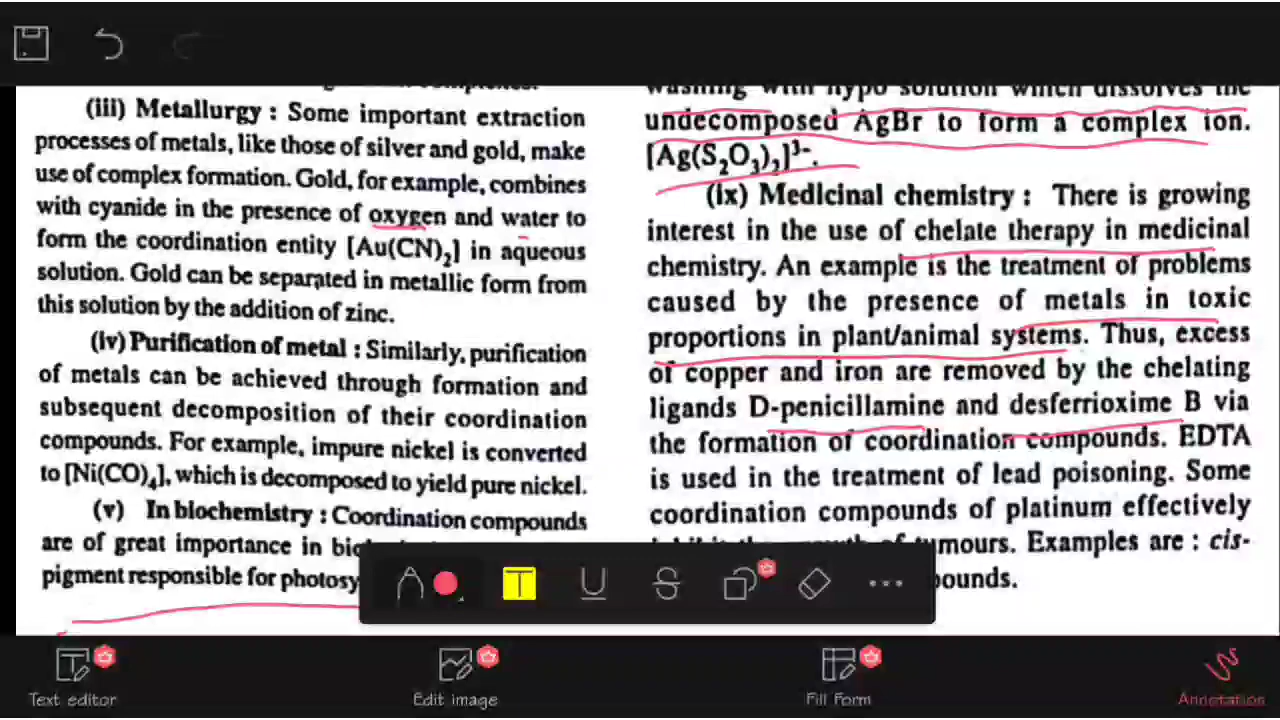 (iii) Metallurgy : Some important extraction
processes of metals, like those of silver and gold, make
use of complex formation. Gold, for example, combines
with cyanide in the presence of oxygen and water to
form the coordination entity [Au(CN)₂] in aqueous
solution. Gold can be separated in metallic form from
this solution by the addition of zinc.
(iv) Purification of metal : Similarly, purification
of metals can be achieved through formation and
subsequent decomposition of their coordination
compounds. For example, impure nickel is converted
to [Ni(CO)₄], which is decomposed to yield pure nickel.
(v) In biochemistry : Coordination compounds
are of great importance in
pigment responsible for
washing with hypo solution which dissolves the
undecomposed AgBr to form a complex ion.
[Ag(S₂O₃)₂]³⁻.
(ix) Medicinal chemistry : There is growing
interest in the use of chelate therapy in medicinal
chemistry. An example is the treatment of problems
caused by the presence of metals in toxic
proportions in plant/animal systems. Thus, excess
of copper and iron are removed by the chelating
ligands D-penicillamine and desferrioxime B via
the formation of coordination compounds. EDTA
is used in the treatment of lead poisoning. Some
coordination compounds of platinum effectively
tumours. Examples are : cis-
T
U
S
Text editor
Edit image
Fill Form
Annotation